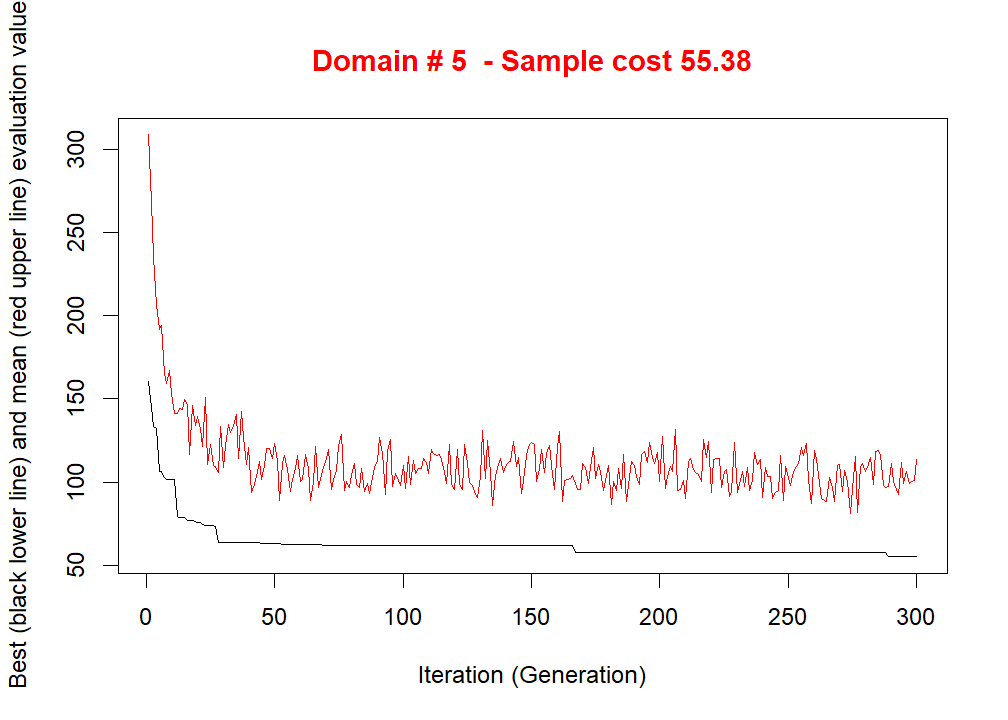 Domain # 5  - Sample cost 55.38
Best (black lower line) and mean (red upper line) evaluation value
300
250
200
150
100
50
0 50 100 150 200 250 300
Iteration (Generation)